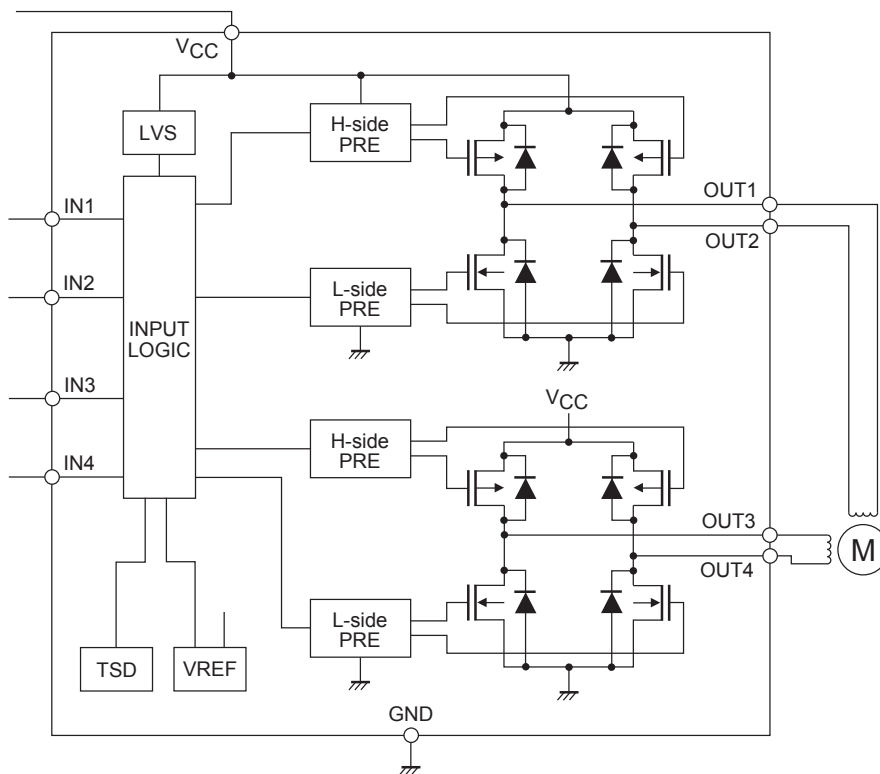 VCC
LVS
H-side
PRE
IN1
OUT1
OUT2
IN2
L-side
PRE
INPUT
LOGIC
IN3
VCC
H-side
PRE
IN4
OUT3
M
OUT4
L-side
PRE
TSD
VREF
GND